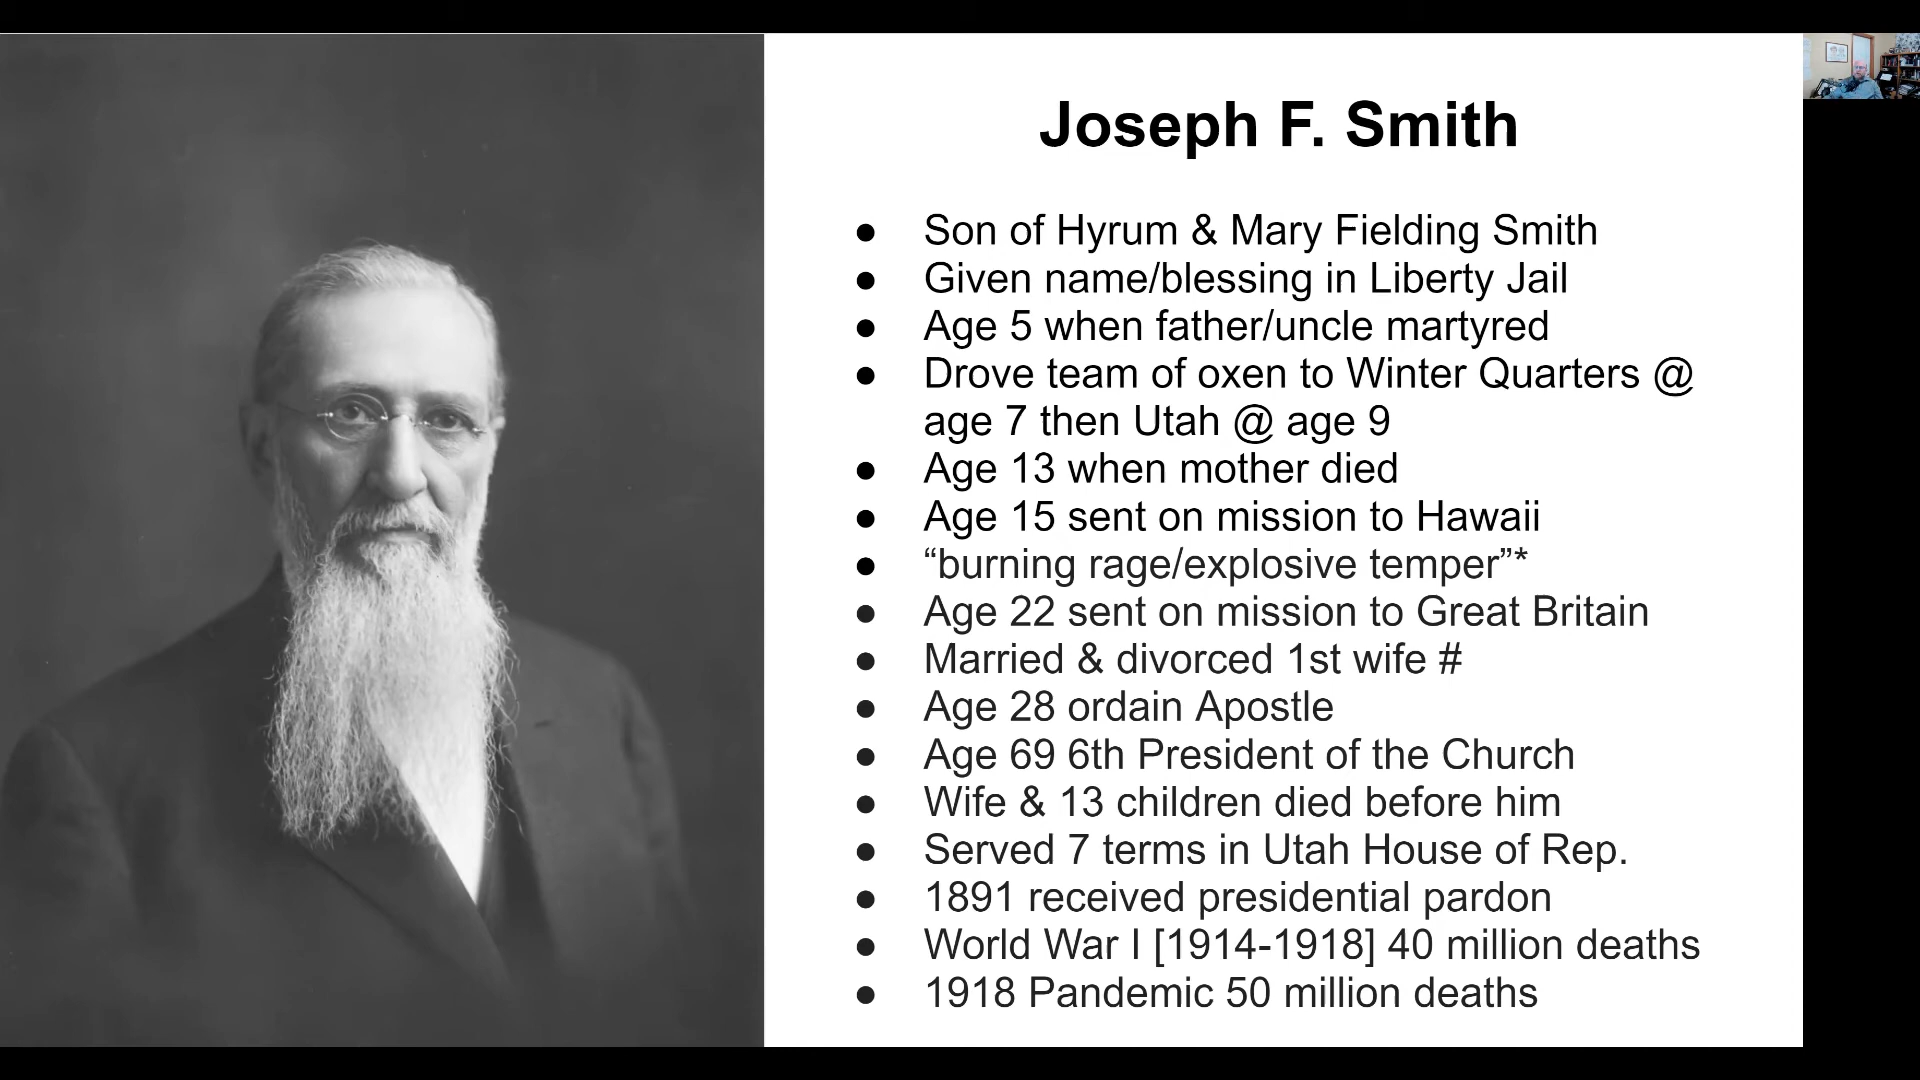 Joseph F. Smith
● Son of Hyrum & Mary Fielding Smith
● Given name/blessing in Liberty Jail
● Age 5 when father/uncle martyred
● Drove team of oxen to Winter Quarters @
age 7 then Utah @ age 9
● Age 13 when mother died
● Age 15 sent on mission to Hawaii
● “burning rage/explosive temper”*
● Age 22 sent on mission to Great Britain
● Married & divorced 1st wife #
● Age 28 ordain Apostle
● Age 69 6th President of the Church
● Wife & 13 children died before him
● Served 7 terms in Utah House of Rep.
● 1891 received presidential pardon
● World War I [1914-1918] 40 million deaths
● 1918 Pandemic 50 million deaths